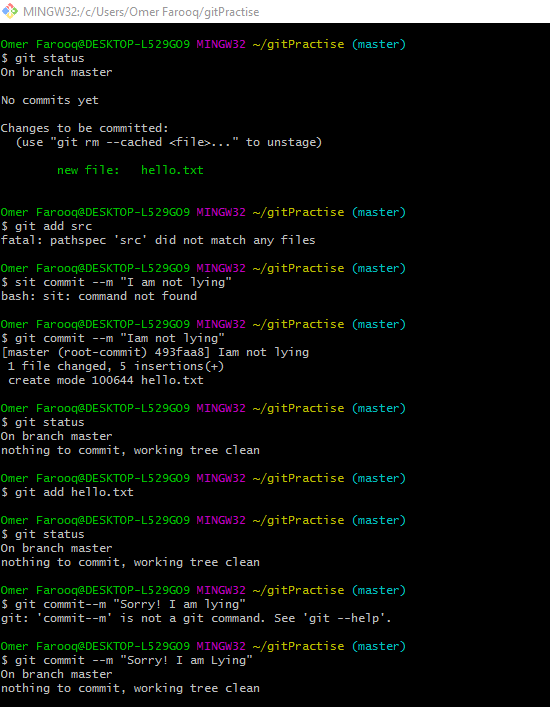 MINGW32:/c/Users/Omer Farooq/gitPractise
Omer Farooq@DESKTOP-L529GO9 MINGW32 ~/gitPractise (master)
$ git status
On branch master
No commits yet
Changes to be committed:
  (use "git rm --cached <file>..." to unstage)
        new file:   hello.txt
Omer Farooq@DESKTOP-L529GO9 MINGW32 ~/gitPractise (master)
$ git add src
fatal: pathspec 'src' did not match any files
Omer Farooq@DESKTOP-L529GO9 MINGW32 ~/gitPractise (master)
$ sit commit --m "I am not lying"
bash: sit: command not found
Omer Farooq@DESKTOP-L529GO9 MINGW32 ~/gitPractise (master)
$ git commit --m "Iam not lying"
[master (root-commit) 493faa8] Iam not lying
 1 file changed, 5 insertions(+)
 create mode 100644 hello.txt
Omer Farooq@DESKTOP-L529GO9 MINGW32 ~/gitPractise (master)
$ git status
On branch master
nothing to commit, working tree clean
Omer Farooq@DESKTOP-L529GO9 MINGW32 ~/gitPractise (master)
$ git add hello.txt
Omer Farooq@DESKTOP-L529GO9 MINGW32 ~/gitPractise (master)
$ git status
On branch master
nothing to commit, working tree clean
Omer Farooq@DESKTOP-L529GO9 MINGW32 ~/gitPractise (master)
$ git commit--m "Sorry! I am lying"
git: 'commit--m' is not a git command. See 'git --help'.
Omer Farooq@DESKTOP-L529GO9 MINGW32 ~/gitPractise (master)
$ git commit --m "Sorry! I am Lying"
On branch master
nothing to commit, working tree clean